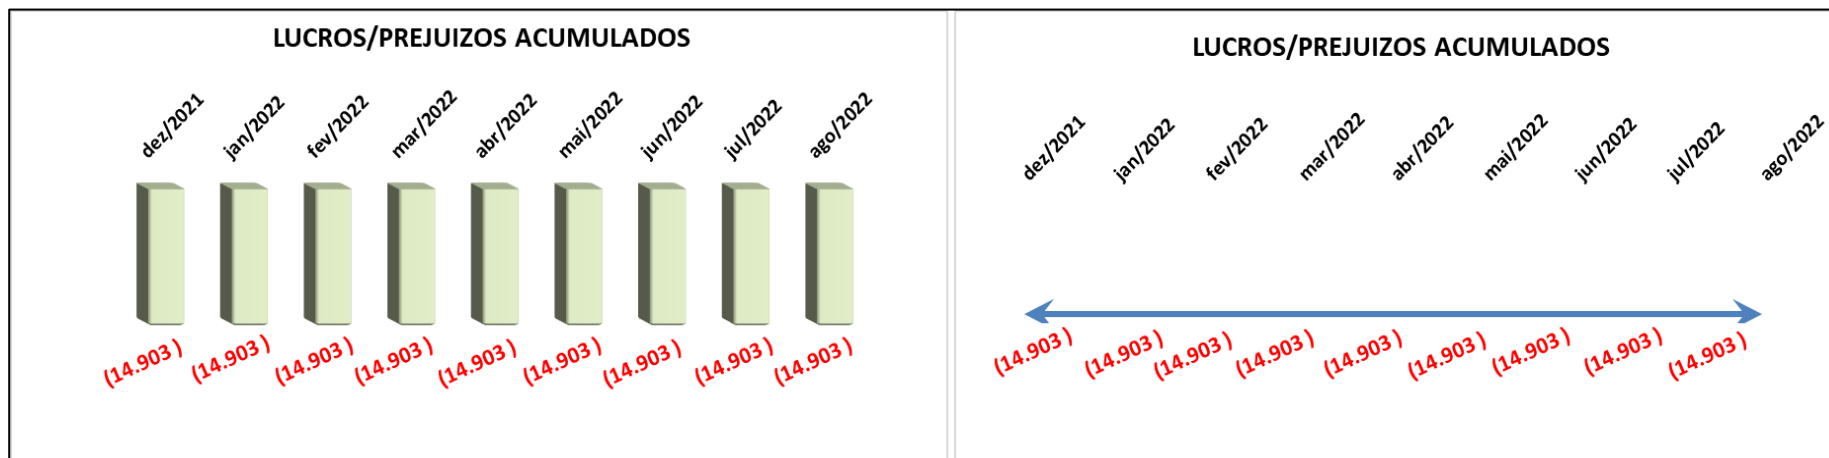 LUCROS/PREJUIZOS ACUMULADOS
dez/2021 jan/2022 fev/2022 mar/2022 abr/2022 mai/2022 jun/2022 jul/2022 ago/2022
(14.903 ) (14.903 ) (14.903 ) (14.903 ) (14.903 ) (14.903 ) (14.903 ) (14.903 ) (14.903 )
LUCROS/PREJUIZOS ACUMULADOS
dez/2021 jan/2022 fev/2022 mar/2022 abr/2022 mai/2022 jun/2022 jul/2022 ago/2022
(14.903 ) (14.903 ) (14.903 ) (14.903 ) (14.903 ) (14.903 ) (14.903 ) (14.903 ) (14.903 )